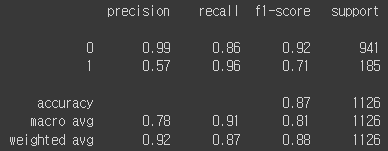 precision recall f1-score support
0 0.99 0.86 0.92 941
1 0.57 0.96 0.71 185
accuracy 0.87 1126
macro avg 0.78 0.91 0.81 1126
weighted avg 0.92 0.87 0.88 1126